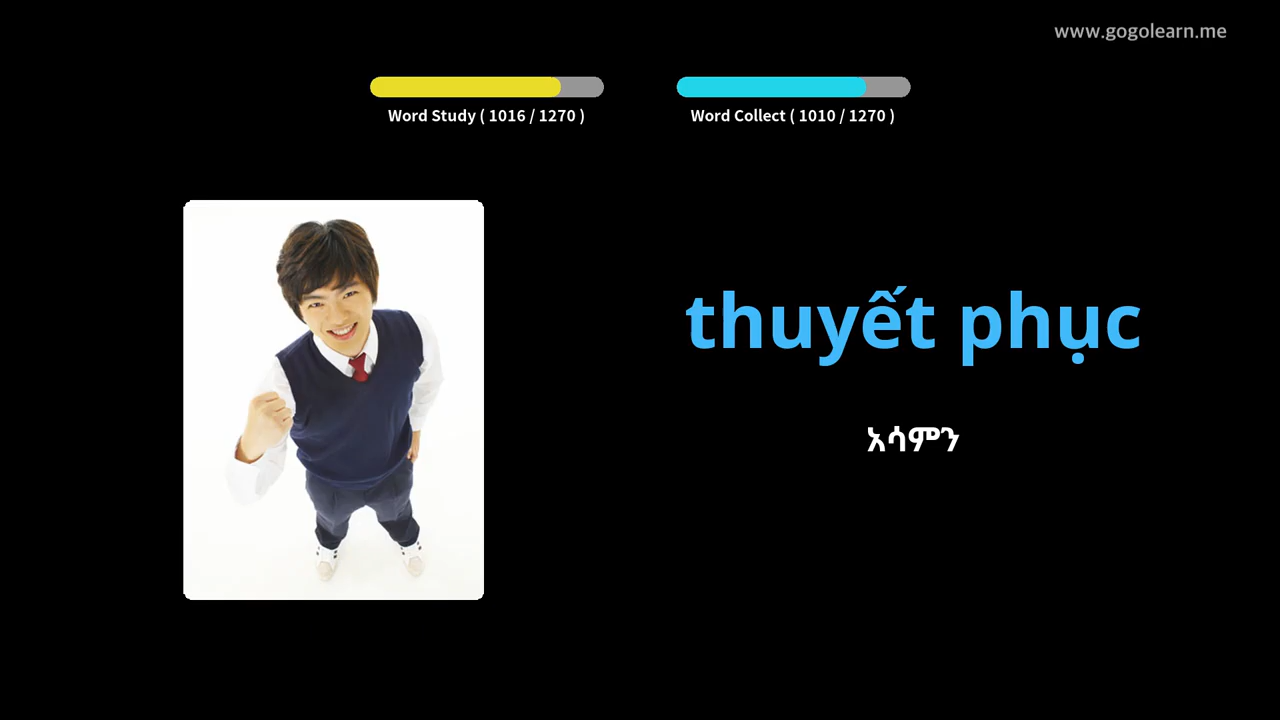 www.gogolearn.me
Word Study ( 1016 / 1270 )
Word Collect ( 1010 / 1270 )
thuyết phục
አሳምን